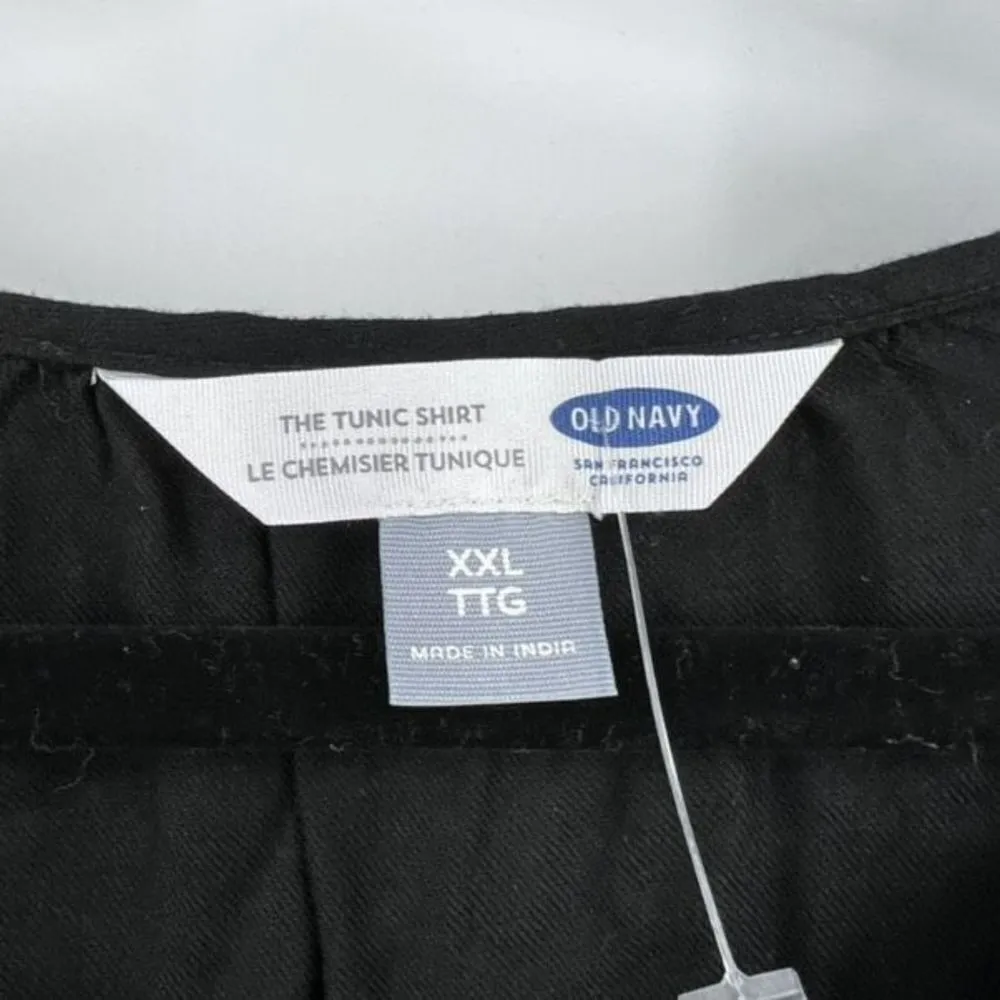 THE TUNIC SHIRT
LE CHEMISIER TUNIQUE
OLD NAVY
SAN FRANCISCO
CALIFORNIA
XXL
TTG
MADE IN INDIA